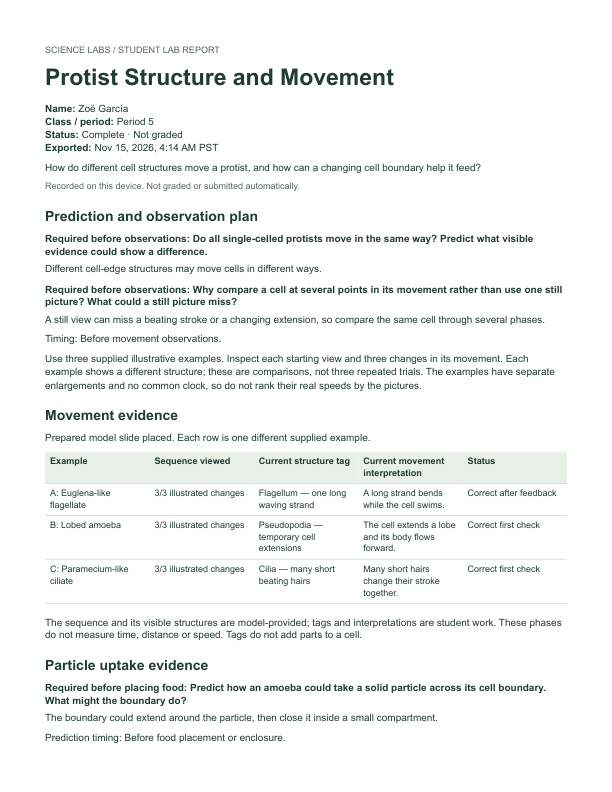 SCIENCE LABS / STUDENT LAB REPORT
Protist Structure and Movement
Name: Zoë García
Class / period: Period 5
Status: Complete · Not graded
Exported: Nov 15, 2026, 4:14 AM PST
How do different cell structures move a protist, and how can a changing cell boundary help it feed?
Recorded on this device. Not graded or submitted automatically.
Prediction and observation plan
Required before observations: Do all single-celled protists move in the same way? Predict what visible
evidence could show a difference.
Different cell-edge structures may move cells in different ways.
Required before observations: Why compare a cell at several points in its movement rather than use one still
picture? What could a still picture miss?
A still view can miss a beating stroke or a changing extension, so compare the same cell through several phases.
Timing: Before movement observations.
Use three supplied illustrative examples. Inspect each starting view and three changes in its movement. Each
example shows a different structure; these are comparisons, not three repeated trials. The examples have separate
enlargements and no common clock, so do not rank their real speeds by the pictures.
Movement evidence
Prepared model slide placed. Each row is one different supplied example.
Example Sequence viewed Current structure tag Current movement interpretation Status
A: Euglena-like flagellate 3/3 illustrated changes Flagellum — one long waving strand A long strand bends while the cell swims. Correct after feedback
B: Lobed amoeba 3/3 illustrated changes Pseudopodia — temporary cell extensions The cell extends a lobe and its body flows forward. Correct first check
C: Paramecium-like ciliate 3/3 illustrated changes Cilia — many short beating hairs Many short hairs change their stroke together. Correct first check
The sequence and its visible structures are model-provided; tags and interpretations are student work. These phases
do not measure time, distance or speed. Tags do not add parts to a cell.
Particle uptake evidence
Required before placing food: Predict how an amoeba could take a solid particle across its cell boundary.
What might the boundary do?
The boundary could extend around the particle, then close it inside a small compartment.
Prediction timing: Before food placement or enclosure.